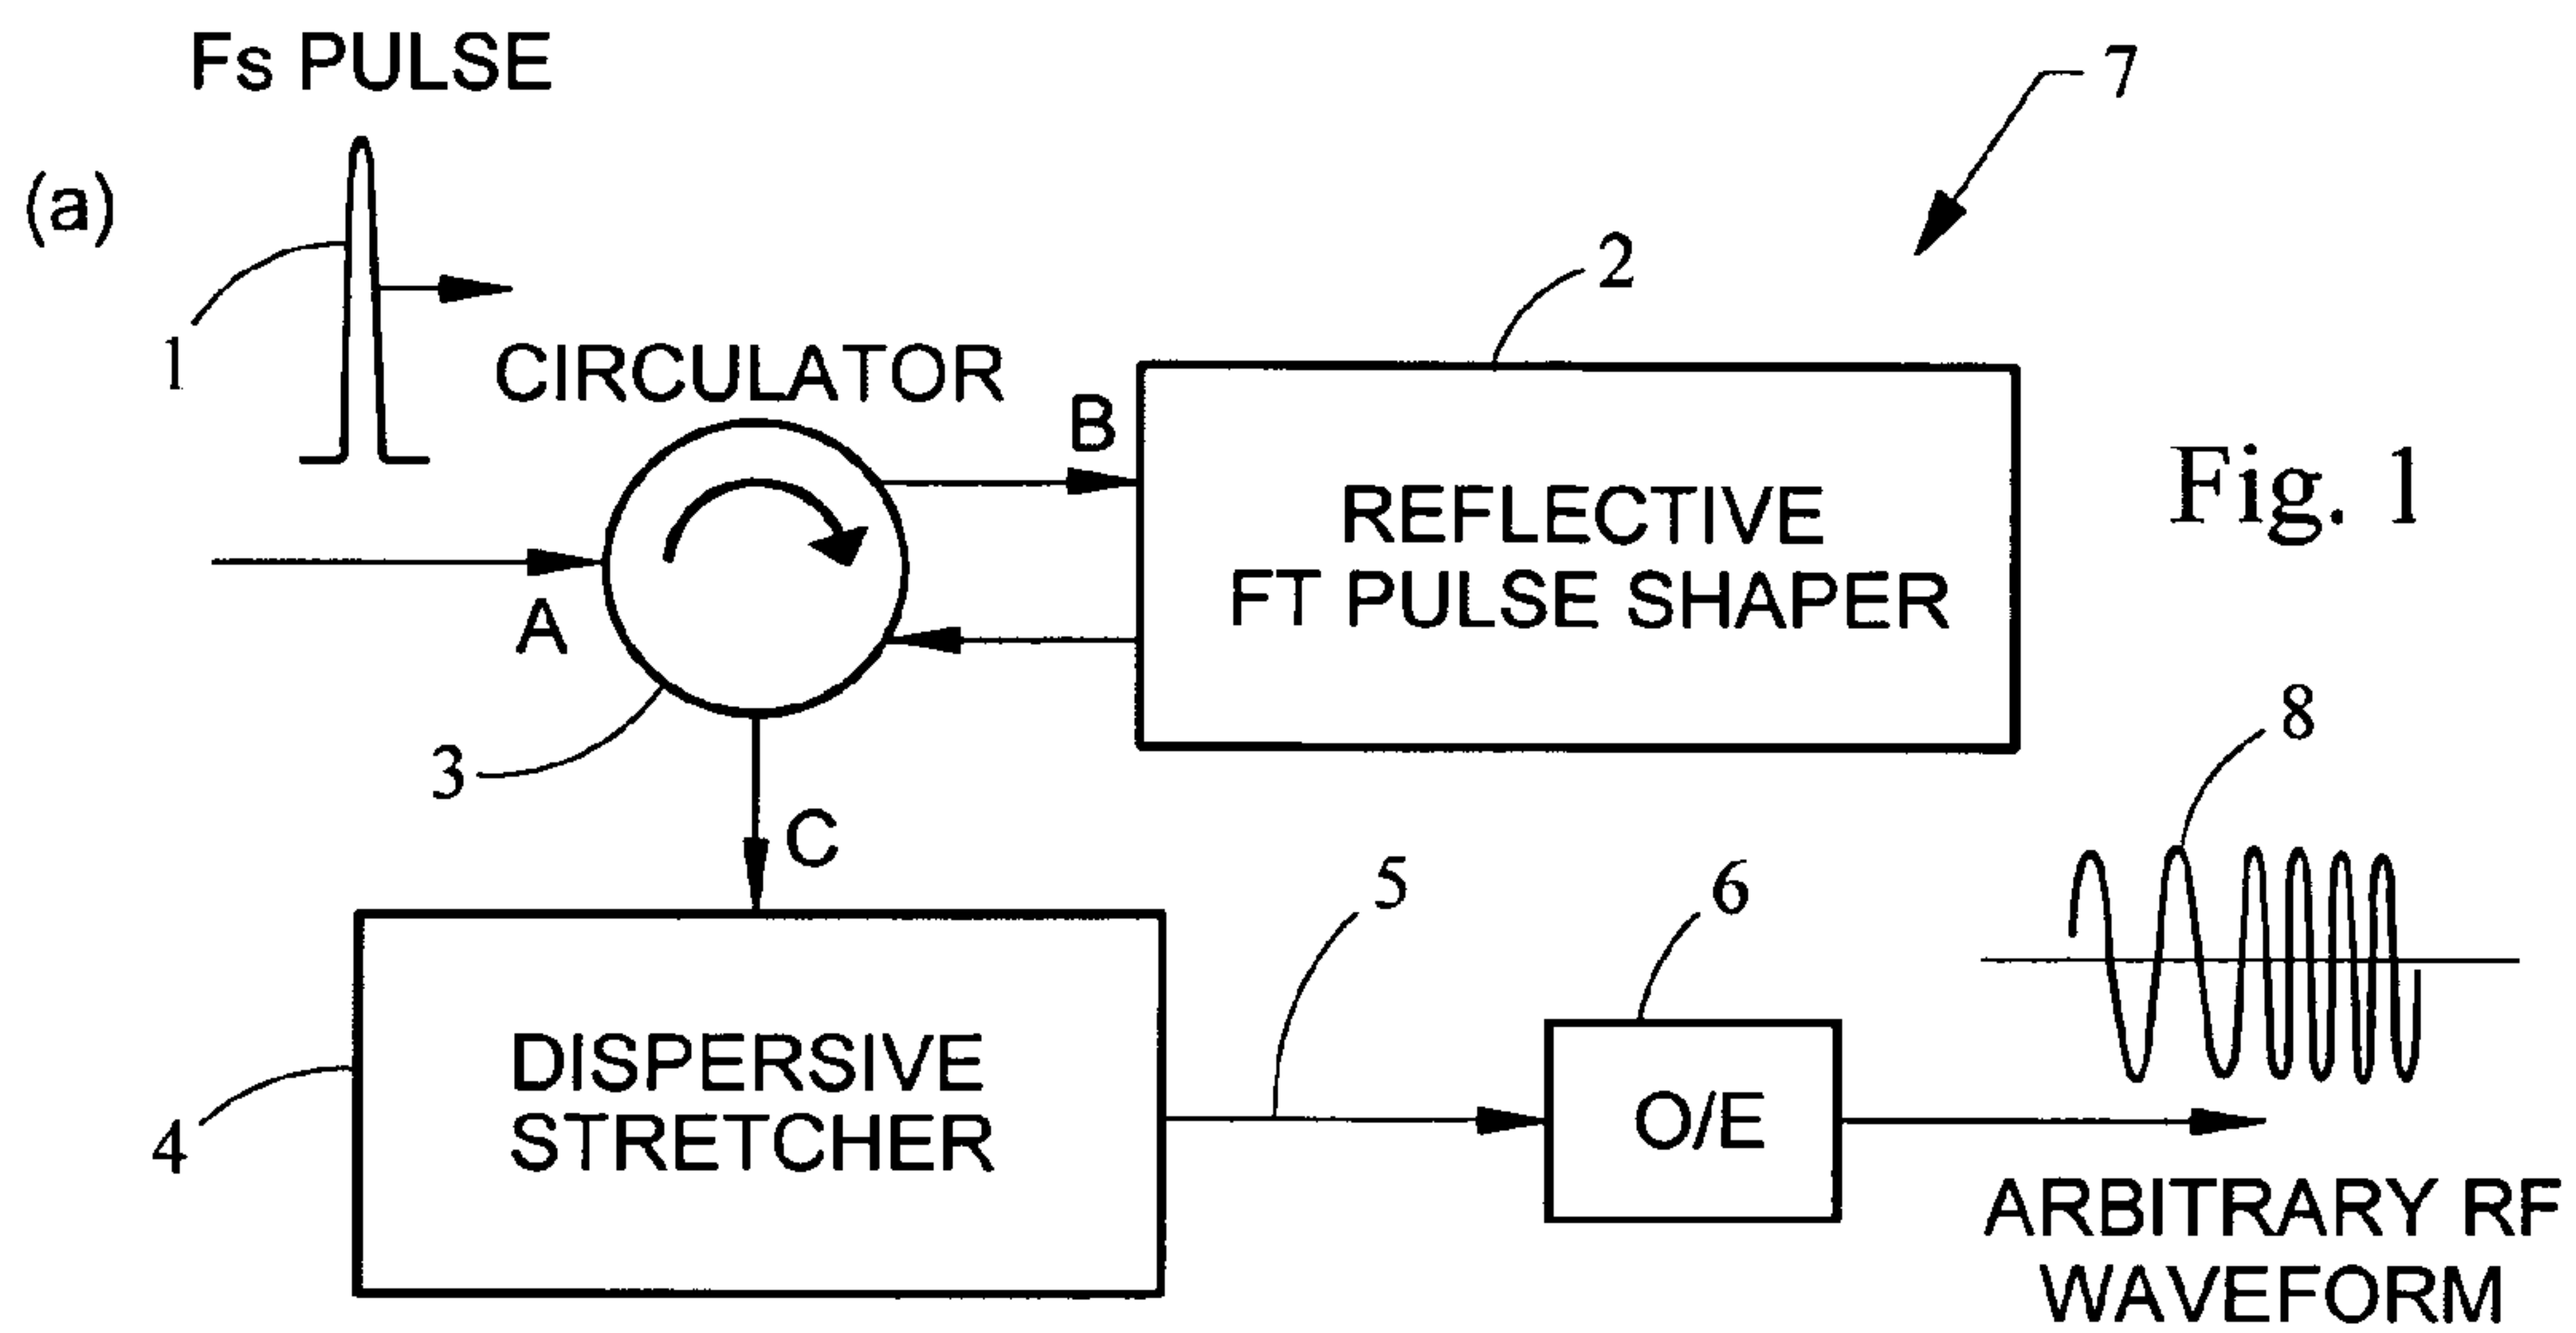 Fs PULSE
(a)
7
1
2
CIRCULATOR
B
A
REFLECTIVE
FT PULSE SHAPER
Fig. 1
3
C
8
5
6
4
DISPERSIVE
STRETCHER
O/E
ARBITRARY RF
WAVEFORM